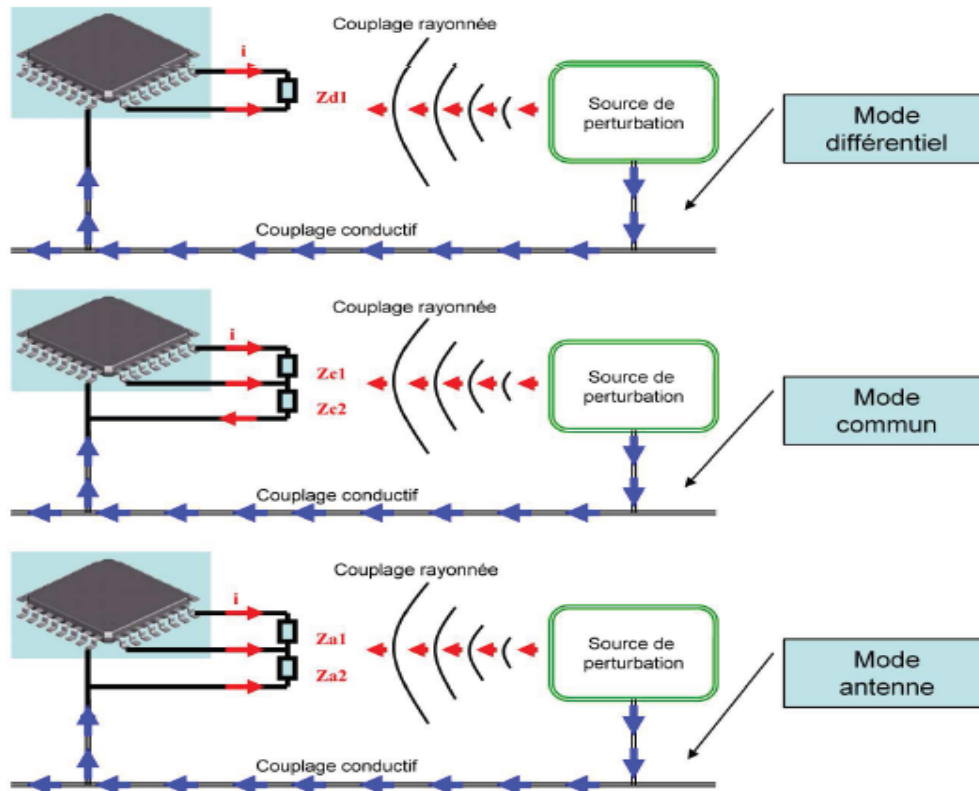 Couplage rayonnée
i
Zd1
Source de
perturbation
Mode
différentiel
Couplage conductif
Couplage rayonnée
i
Zc1
Zc2
Source de
perturbation
Mode
commun
Couplage conductif
Couplage rayonnée
i
Za1
Za2
Source de
perturbation
Mode
antenne
Couplage conductif